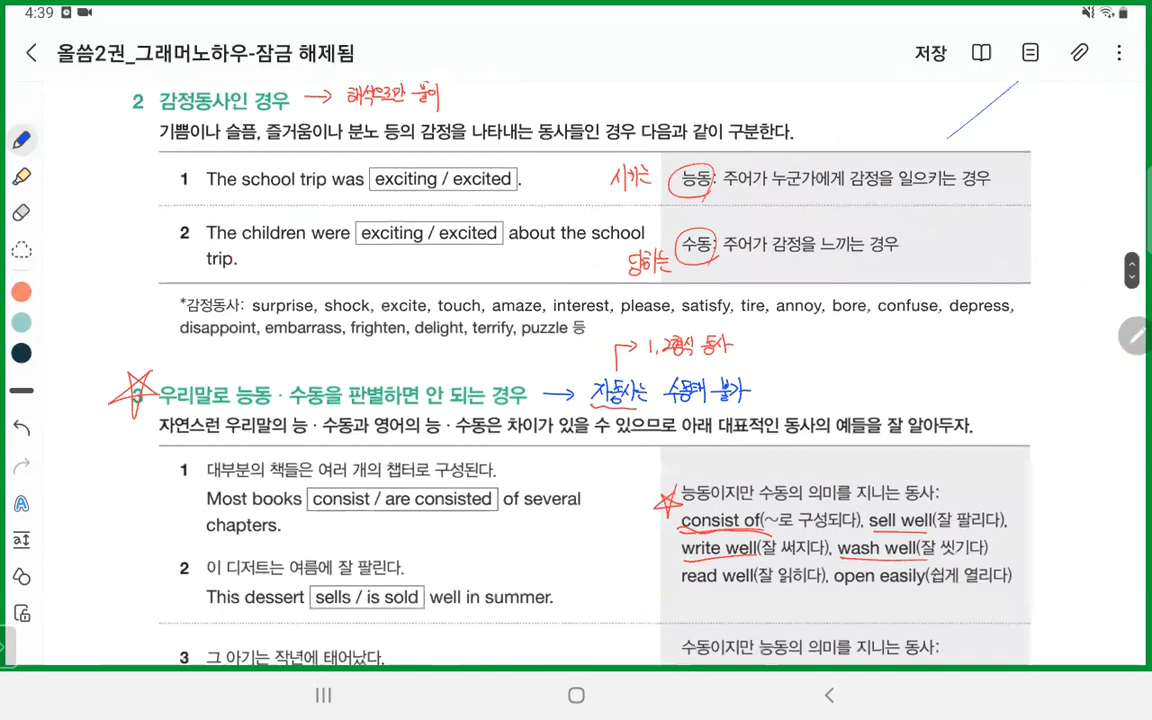 4:39
올씀2권_그래머노하우-잠금 해제됨
저장
2 감정동사인 경우 → 해석으로만 풀이
기쁨이나 슬픔, 즐거움이나 분노 등의 감정을 나타내는 동사들인 경우 다음과 같이 구분한다.
1 The school trip was exciting / excited .
시키는 능동: 주어가 누군가에게 감정을 일으키는 경우
2 The children were exciting / excited about the school
trip.
당하는 수동: 주어가 감정을 느끼는 경우
*감정동사: surprise, shock, excite, touch, amaze, interest, please, satisfy, tire, annoy, bore, confuse, depress,
disappoint, embarrass, frighten, delight, terrify, puzzle 등
→ 1, 2형식 동사
3 우리말로 능동 · 수동을 판별하면 안 되는 경우 → 자동사는 수동태 불가
자연스런 우리말의 능 · 수동과 영어의 능 · 수동은 차이가 있을 수 있으므로 아래 대표적인 동사의 예들을 잘 알아두자.
1 대부분의 책들은 여러 개의 챕터로 구성된다.
Most books consist / are consisted of several
chapters.
2 이 디저트는 여름에 잘 팔린다.
This dessert sells / is sold well in summer.
능동이지만 수동의 의미를 지니는 동사:
consist of(~로 구성되다), sell well(잘 팔리다),
write well(잘 써지다), wash well(잘 씻기다)
read well(잘 읽히다), open easily(쉽게 열리다)
3 그 아기는 작년에 태어났다.
수동이지만 능동의 의미를 지니는 동사: